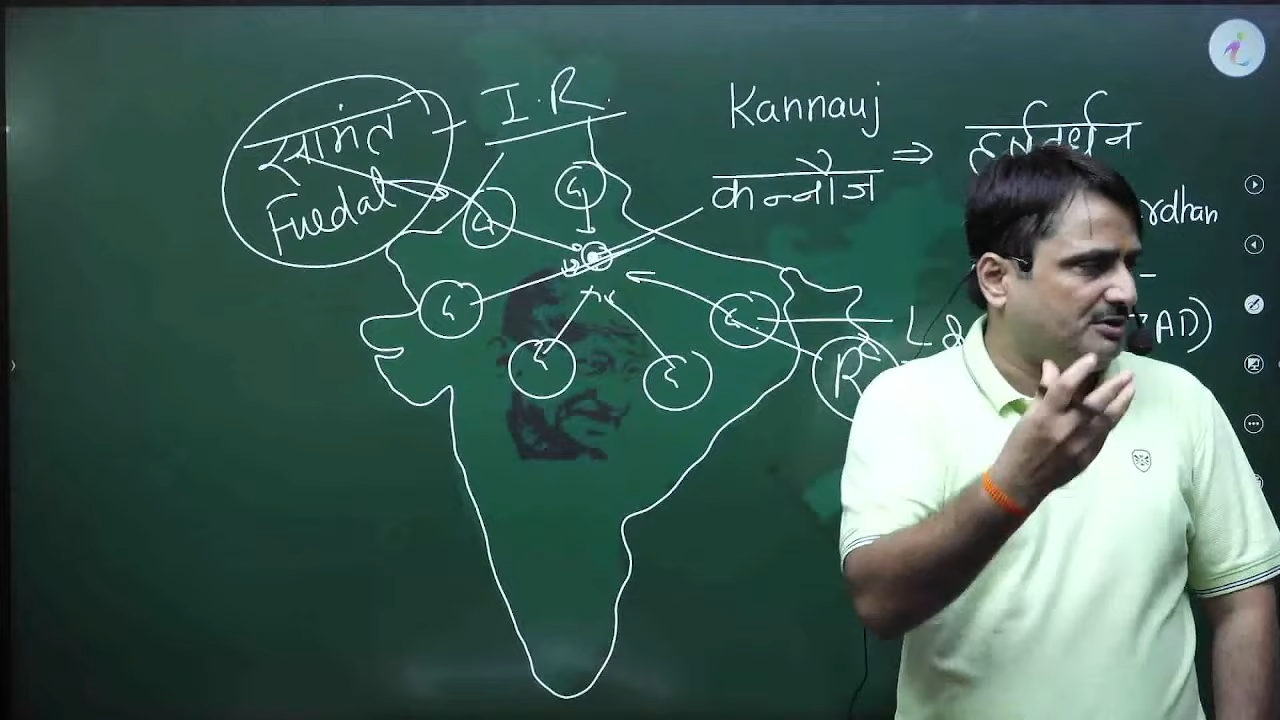 I.R.
Kannauj
कन्नौज ⇒ हर्षवर्धन
सामंत
Fuedal
rdhan
AD)
G
G
G
G
G
G
R